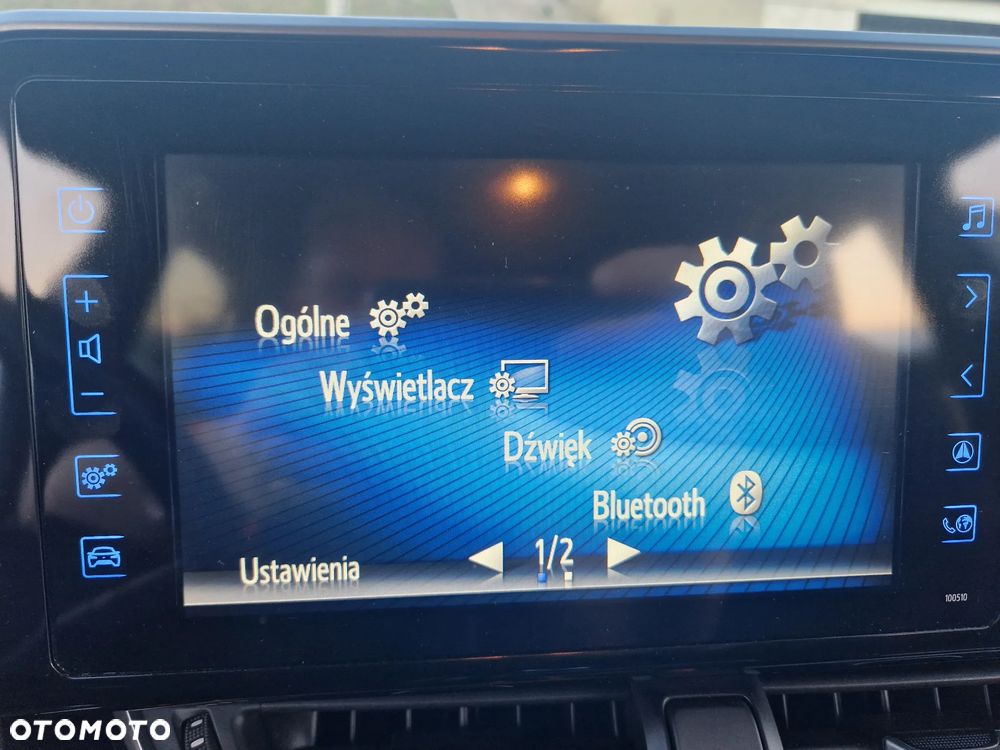 Ogólne
Wyświetlacz
Dźwięk
Bluetooth
Ustawienia
1/2
100510
OTOMOTO